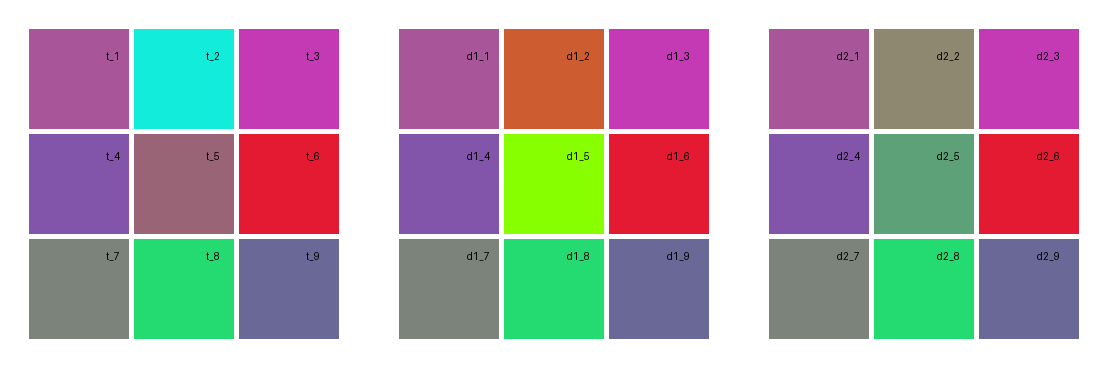 t_1 t_2 t_3 d1_1 d1_2 d1_3 d2_1 d2_2 d2_3
t_4 t_5 t_6 d1_4 d1_5 d1_6 d2_4 d2_5 d2_6
t_7 t_8 t_9 d1_7 d1_8 d1_9 d2_7 d2_8 d2_9